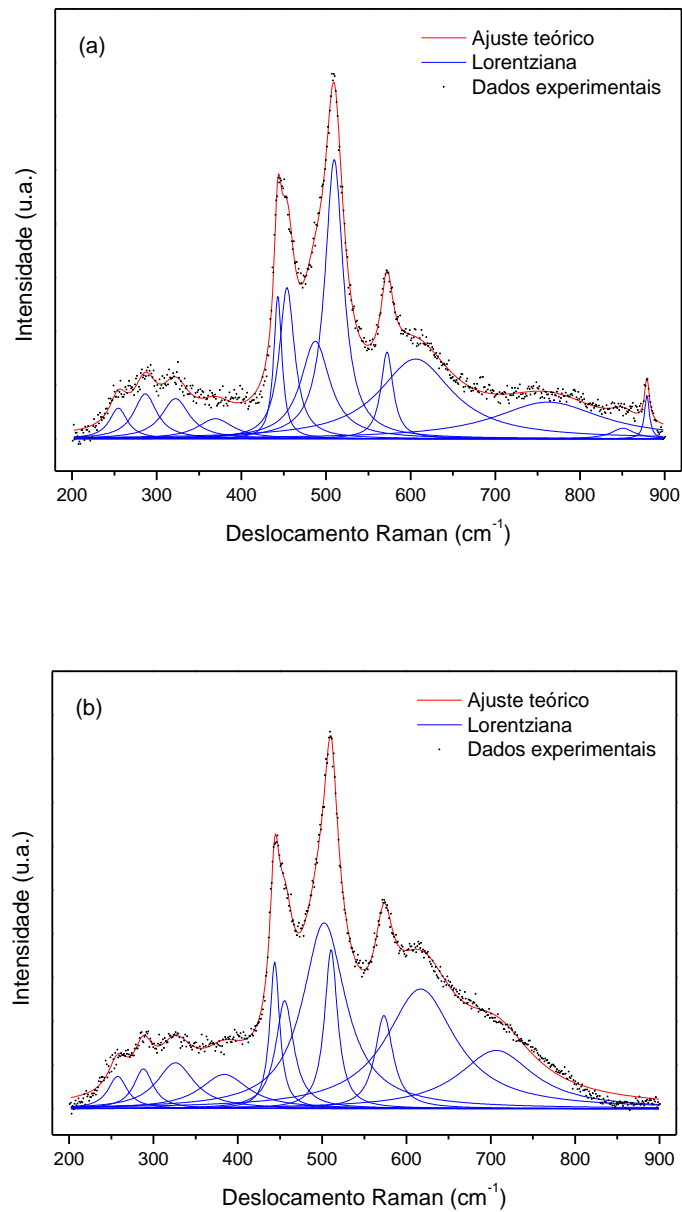 (a)
Ajuste teórico
Lorentziana
Dados experimentais
Intensidade (u.a.)
200 300 400 500 600 700 800 900
Deslocamento Raman (cm⁻¹)
(b)
Ajuste teórico
Lorentziana
Dados experimentais
Intensidade (u.a.)
200 300 400 500 600 700 800 900
Deslocamento Raman (cm⁻¹)